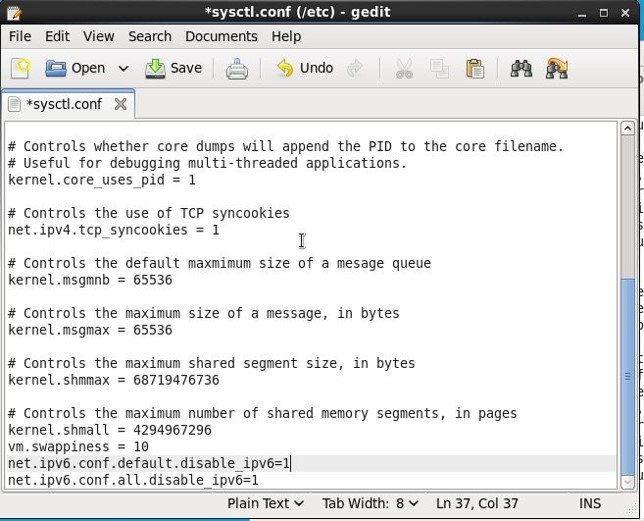 *sysctl.conf (/etc) - gedit
File Edit View Search Tools Documents Help
Open Save Undo
*sysctl.conf
# Controls whether core dumps will append the PID to the core filename.
# Useful for debugging multi-threaded applications.
kernel.core_uses_pid = 1
# Controls the use of TCP syncookies
net.ipv4.tcp_syncookies = 1
# Controls the default maxmimum size of a mesage queue
kernel.msgmnb = 65536
# Controls the maximum size of a message, in bytes
kernel.msgmax = 65536
# Controls the maximum shared segment size, in bytes
kernel.shmmax = 68719476736
# Controls the maximum number of shared memory segments, in pages
kernel.shmall = 4294967296
vm.swappiness = 10
net.ipv6.conf.default.disable_ipv6=1
net.ipv6.conf.all.disable_ipv6=1
Plain Text Tab Width: 8 Ln 37, Col 37 INS